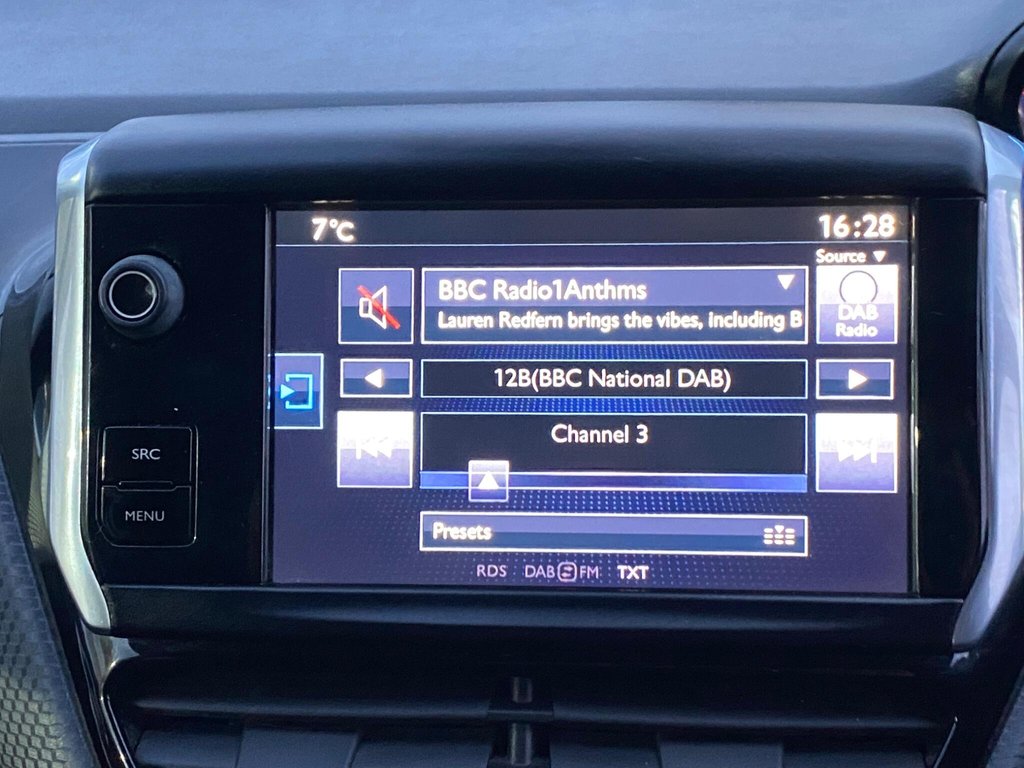 7°C 16:28
Source
BBC Radio1Anthms
Lauren Redfern brings the vibes, including B
DAB
Radio
12B(BBC National DAB)
Channel 3
SRC
MENU
Presets
RDS DAB FM TXT